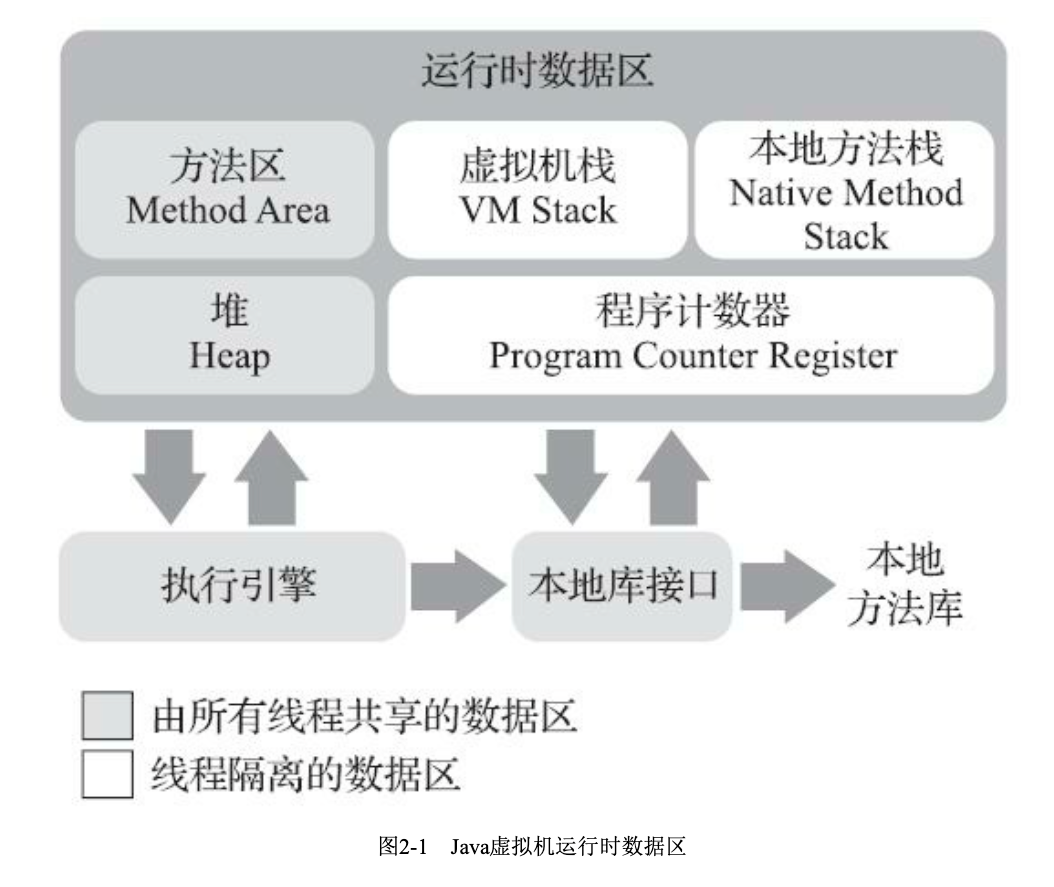 运行时数据区
方法区
Method Area
虚拟机栈
VM Stack
本地方法栈
Native Method
Stack
堆
Heap
程序计数器
Program Counter Register
执行引擎
本地库接口
本地
方法库
由所有线程共享的数据区
线程隔离的数据区
图2-1 Java虚拟机运行时数据区